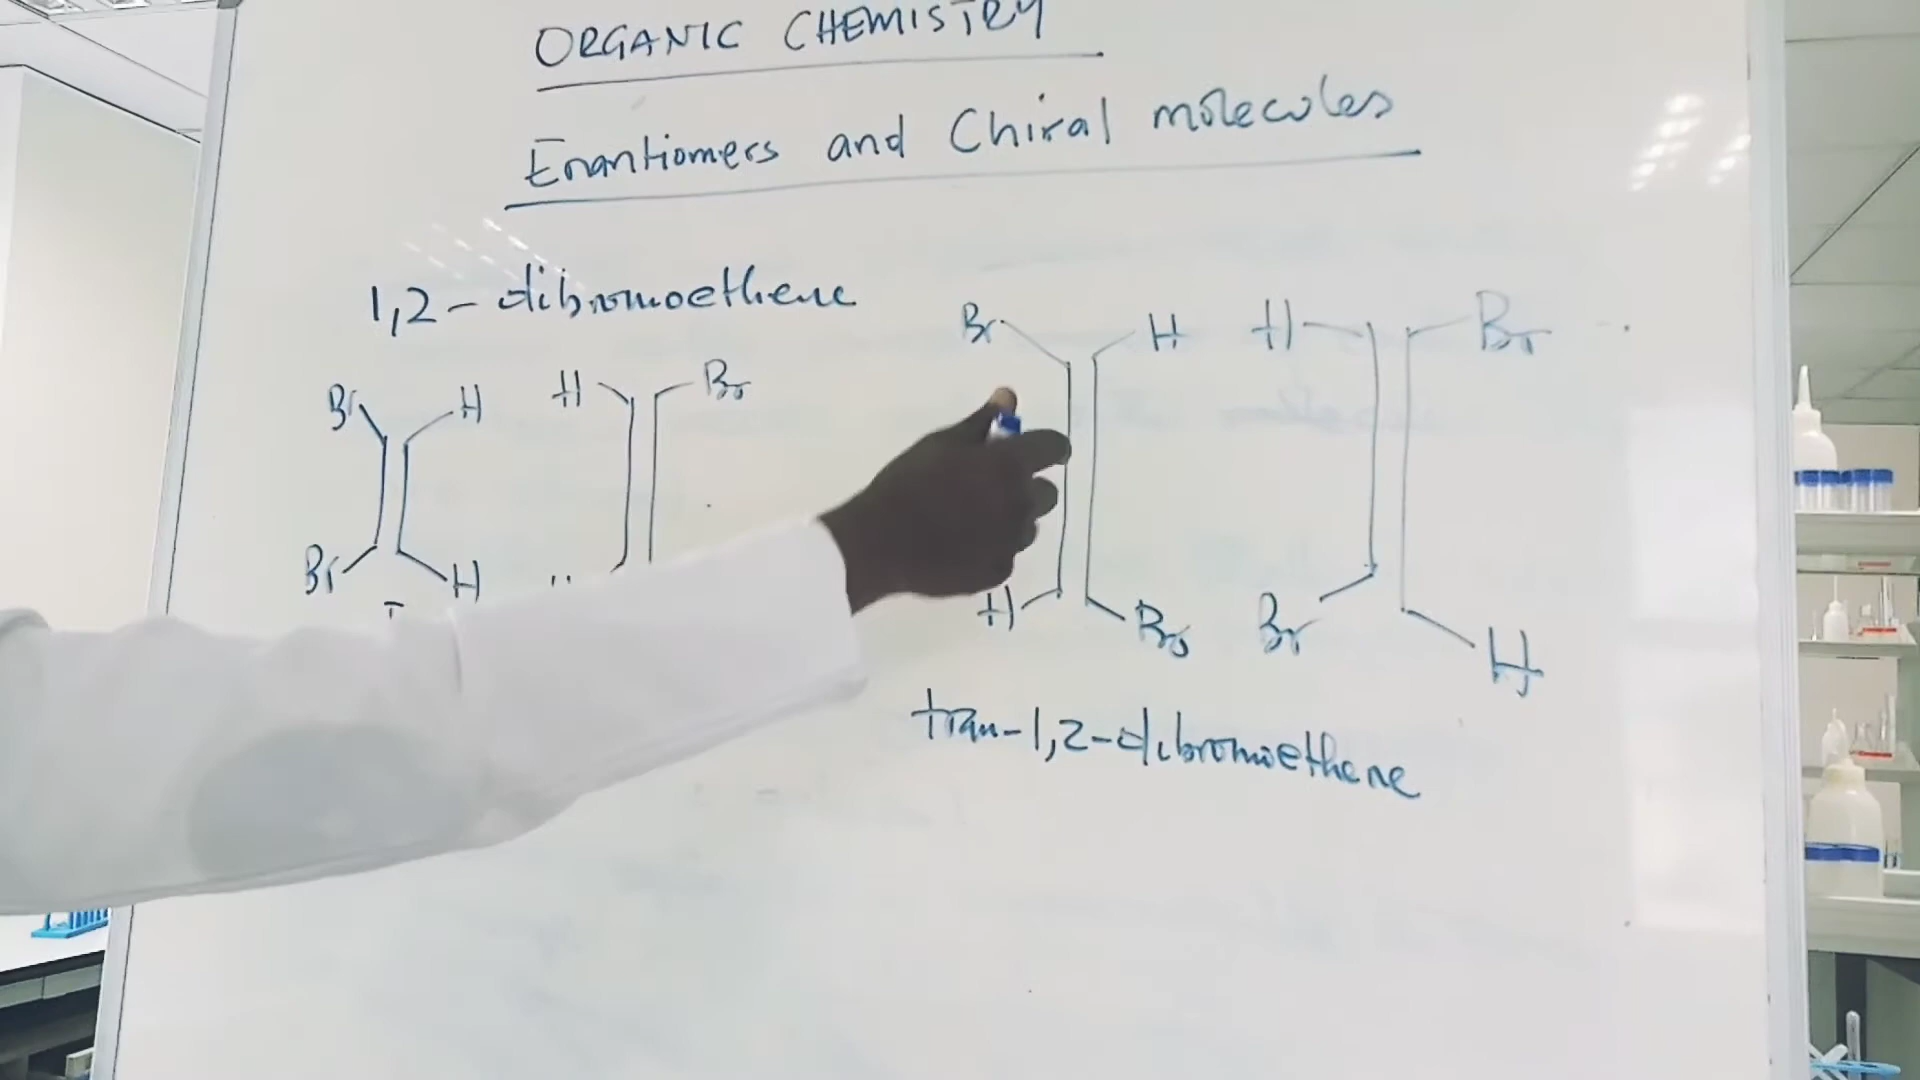 ORGANIC CHEMISTRY
Enantiomers and Chiral molecules
1,2-dibromoethene
Br H H Br
Br H
Br H H Br
H Br Br H
tran-1,2-dibromoethene